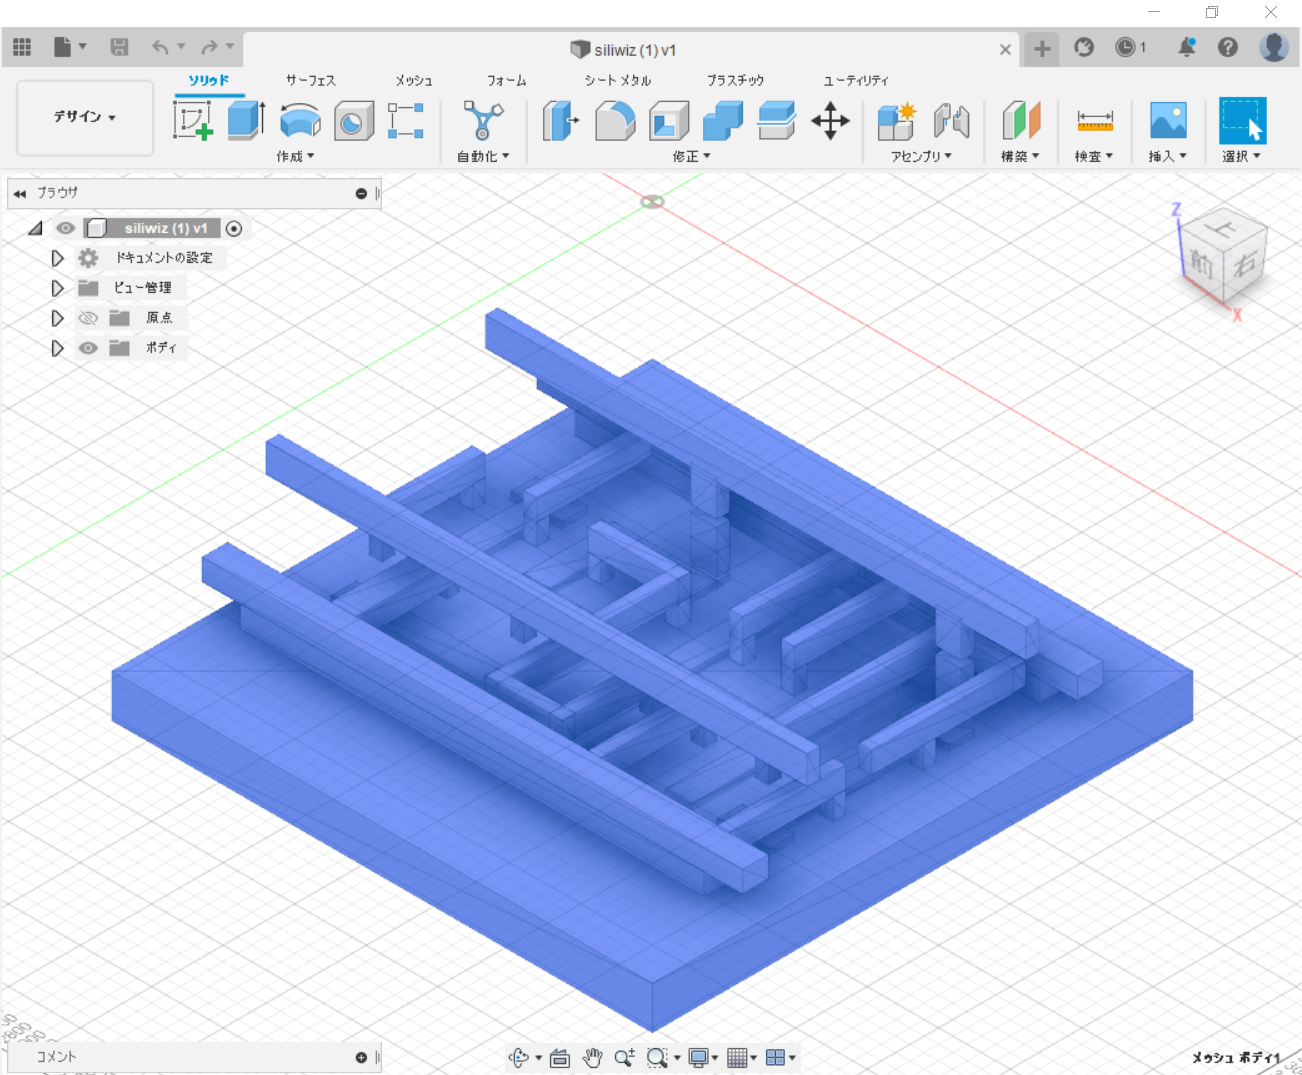 siliwiz (1) v1
1
ソリッド サーフェス メッシュ フォーム シート メタル プラスチック ユーティリティ
デザイン
作成 自動化 修正 アセンブリ 構築 検査 挿入 選択
ブラウザ
siliwiz (1) v1
ドキュメントの設定
ビュー管理
原点
ボディ
Z
上
前 右
X
コメント
メッシュ ボディ1